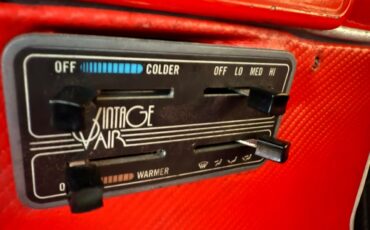 OFF COLDER OFF LO MED HI
VINTAGE
AIR
WARMER